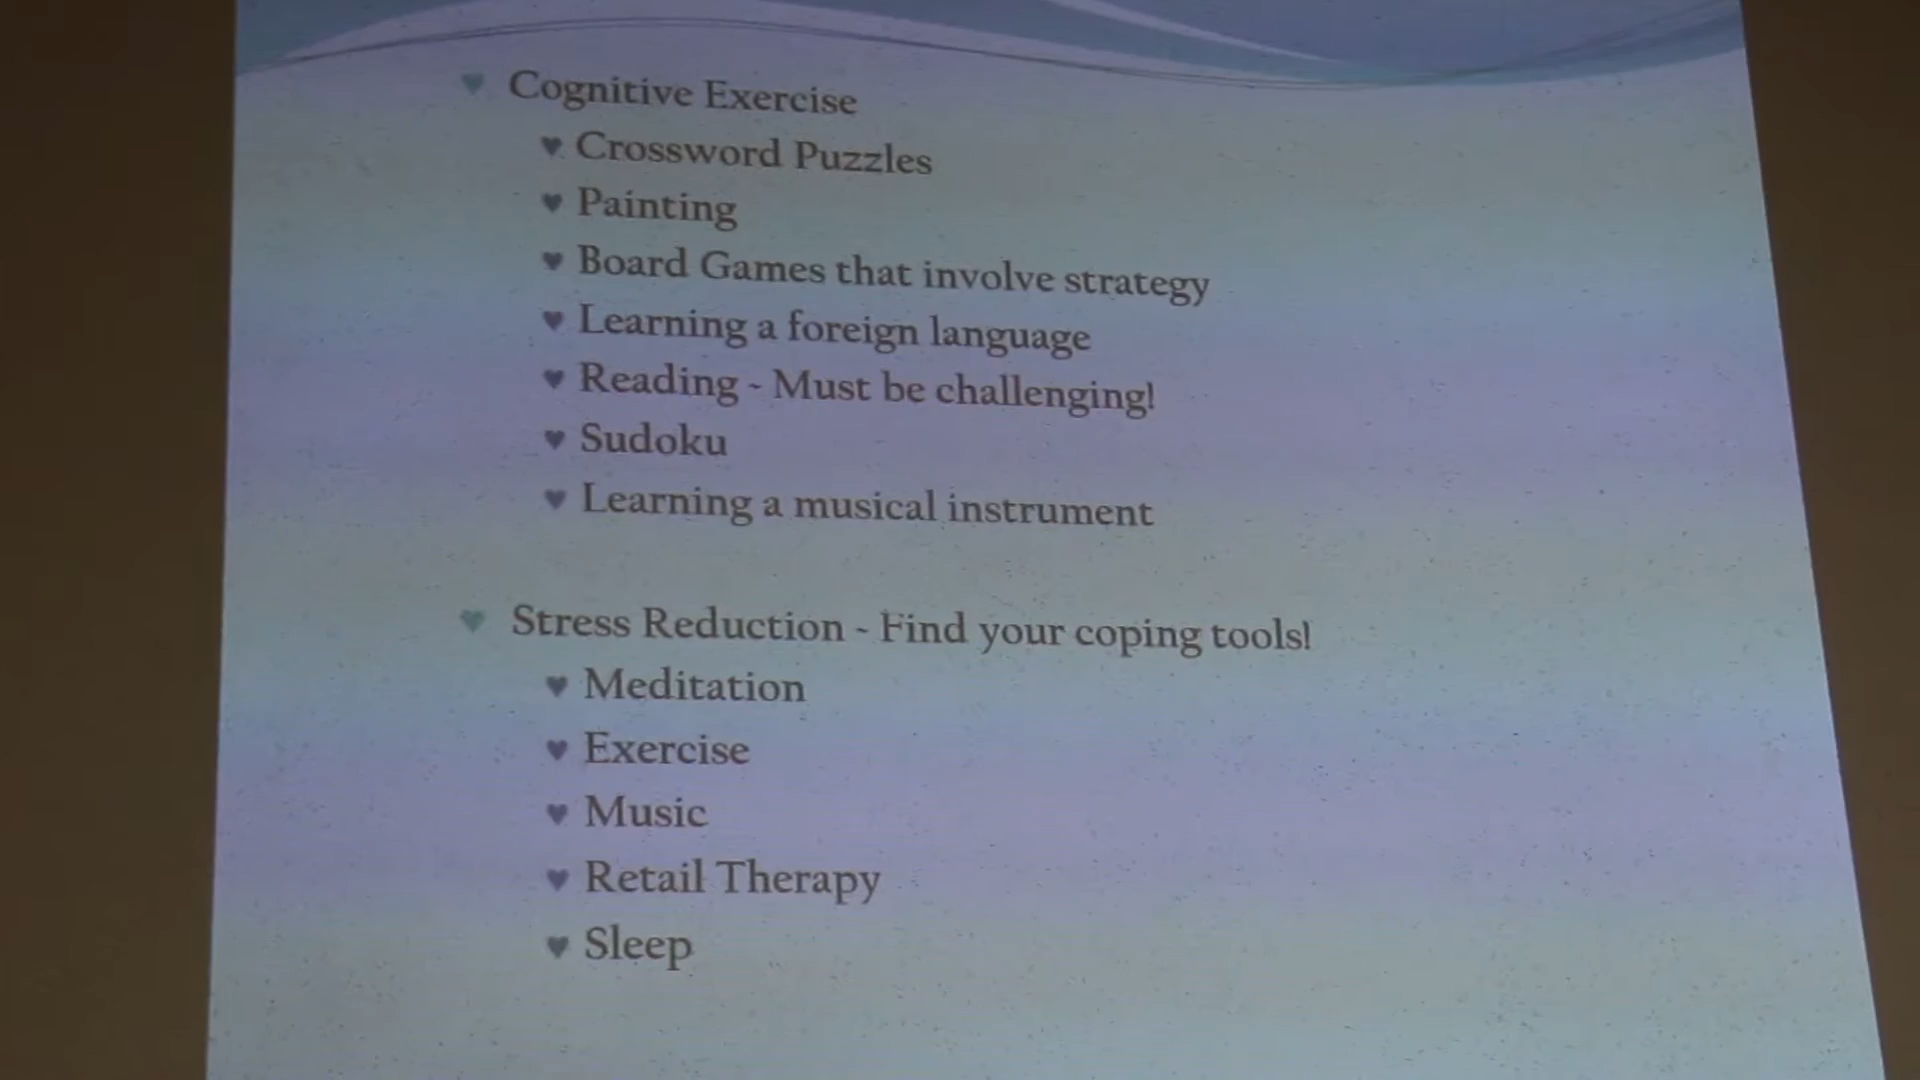 Cognitive Exercise
Crossword Puzzles
Painting
Board Games that involve strategy
Learning a foreign language
Reading - Must be challenging!
Sudoku
Learning a musical instrument
Stress Reduction - Find your coping tools!
Meditation
Exercise
Music
Retail Therapy
Sleep